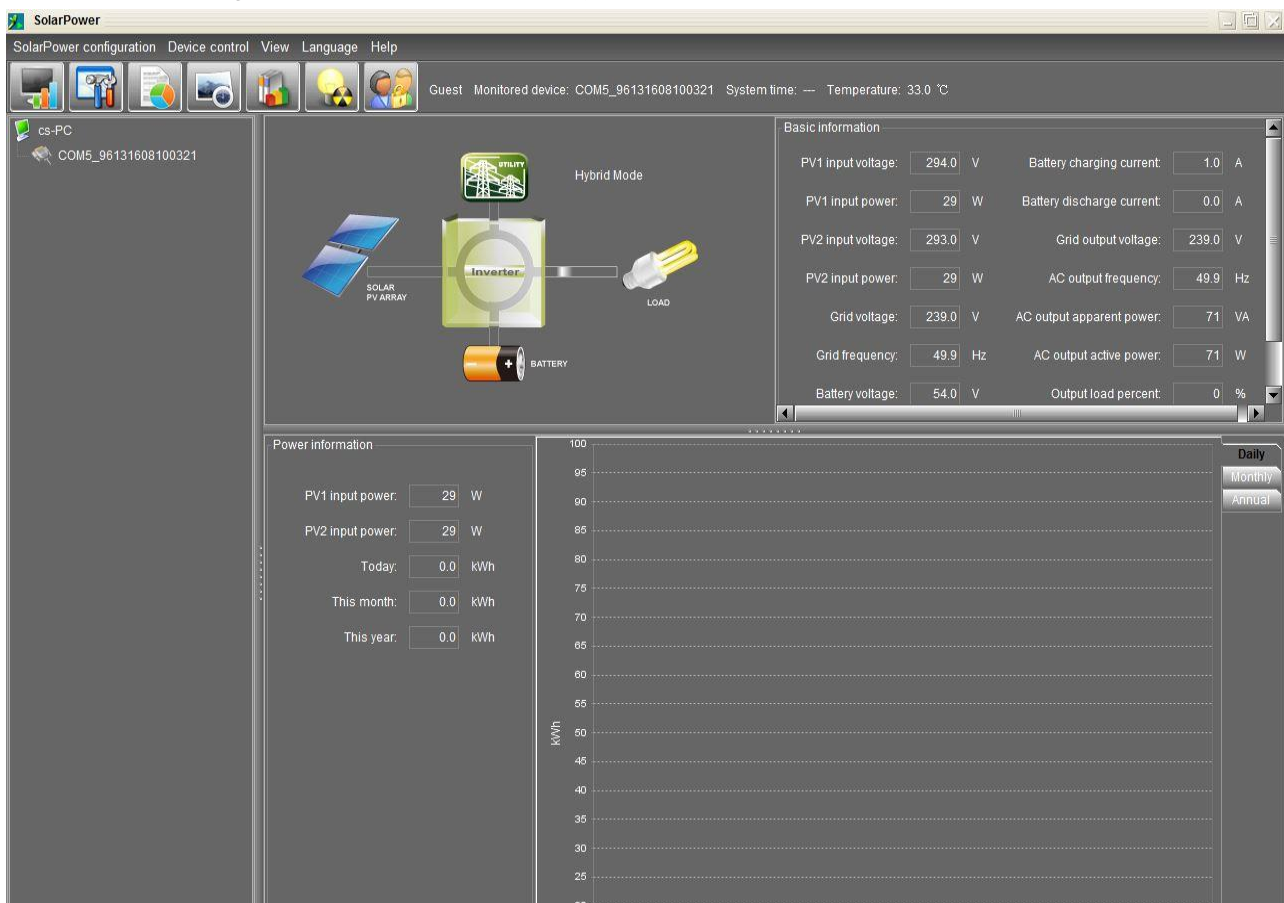 SolarPower
SolarPower configuration Device control View Language Help
Guest Monitored device: COM5_96131608100321 System time: --- Temperature: 33.0 ℃
cs-PC
COM5_96131608100321
UTILITY
Hybrid Mode
SOLAR
PV ARRAY
Inverter
LOAD
BATTERY
Basic information
PV1 input voltage: 294.0 V Battery charging current: 1.0 A
PV1 input power: 29 W Battery discharge current: 0.0 A
PV2 input voltage: 293.0 V Grid output voltage: 239.0 V
PV2 input power: 29 W AC output frequency: 49.9 Hz
Grid voltage: 239.0 V AC output apparent power: 71 VA
Grid frequency: 49.9 Hz AC output active power: 71 W
Battery voltage: 54.0 V Output load percent: 0 %
Power information
PV1 input power: 29 W
PV2 input power: 29 W
Today: 0.0 kWh
This month: 0.0 kWh
This year: 0.0 kWh
kWh
100
95
90
85
80
75
70
65
60
55
50
45
40
35
30
25
Daily
Monthly
Annual